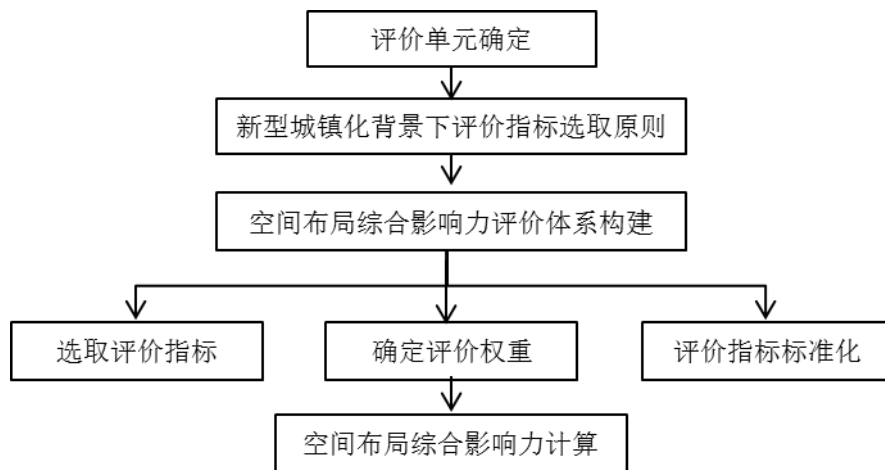 评价单元确定
新型城镇化背景下评价指标选取原则
空间布局综合影响力评价体系构建
选取评价指标
确定评价权重
评价指标标准化
空间布局综合影响力计算